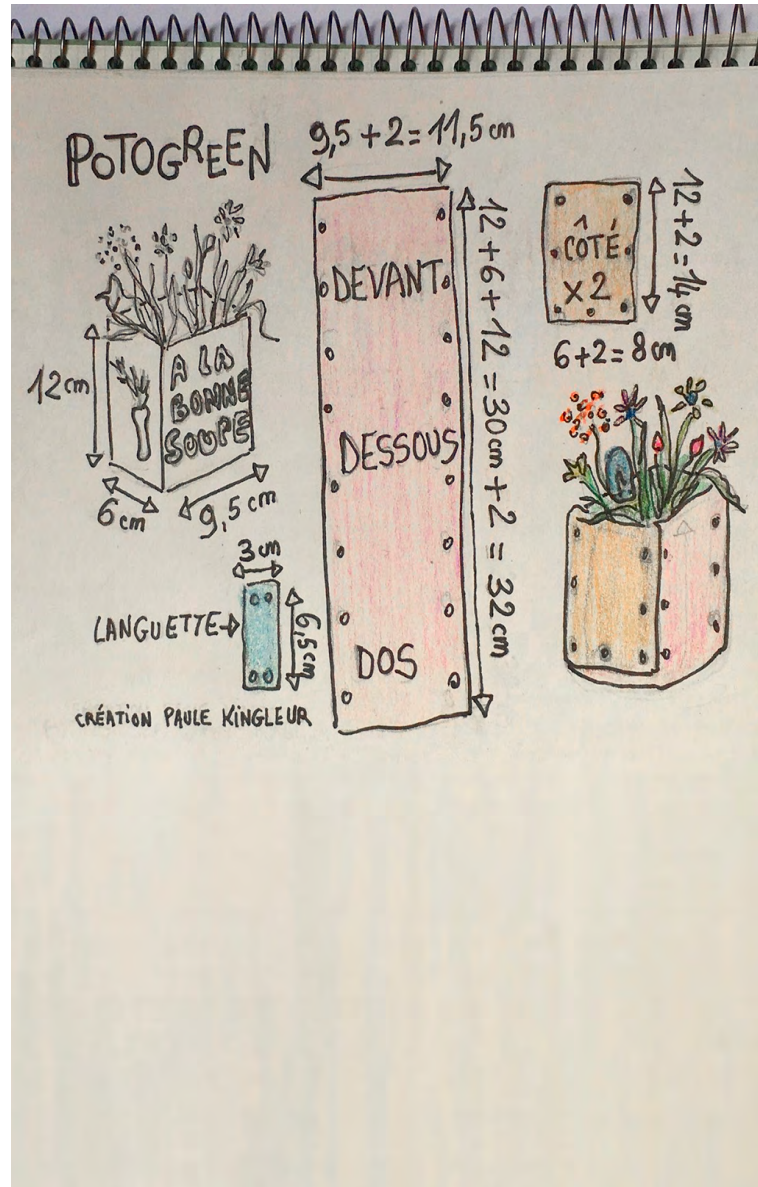 POTOGREEN
9,5 + 2 = 11,5 cm
12 + 6 + 12 = 30 cm + 2 = 32 cm
DEVANT
DESSOUS
DOS
CÔTÉ
X2
12 + 2 = 14 cm
6 + 2 = 8 cm
12 cm
A LA
BONNE
SOUPE
6 cm
9,5 cm
3 cm
LANGUETTE
6,5 cm
CRÉATION PAULE KINGLEUR